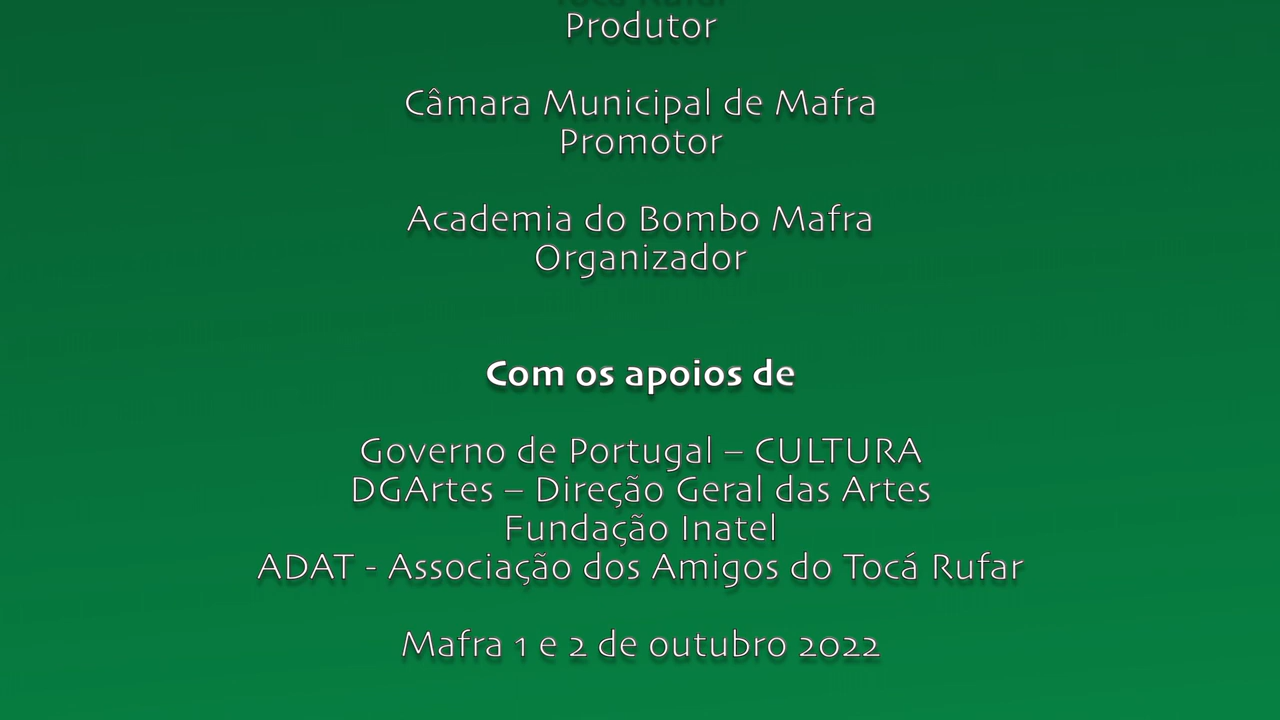 Tocá Rufar
Produtor
Câmara Municipal de Mafra
Promotor
Academia do Bombo Mafra
Organizador
Com os apoios de
Governo de Portugal – CULTURA
DGArtes – Direção Geral das Artes
Fundação Inatel
ADAT - Associação dos Amigos do Tocá Rufar
Mafra 1 e 2 de outubro 2022